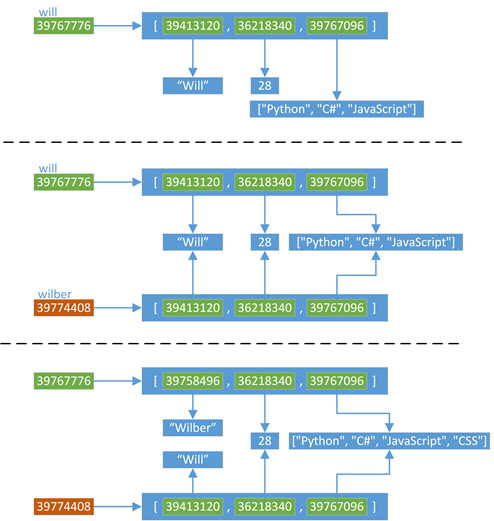 will
39767776 [ 39413120 , 36218340 , 39767096 ]
“Will” 28
["Python", "C#", "JavaScript"]
will
39767776 [ 39413120 , 36218340 , 39767096 ]
“Will” 28 ["Python", "C#", "JavaScript"]
wilber
39774408 [ 39413120 , 36218340 , 39767096 ]
39767776 [ 39758496 , 36218340 , 39767096 ]
“Wilber”
28 ["Python", "C#", "JavaScript", "CSS"]
“Will”
39774408 [ 39413120 , 36218340 , 39767096 ]